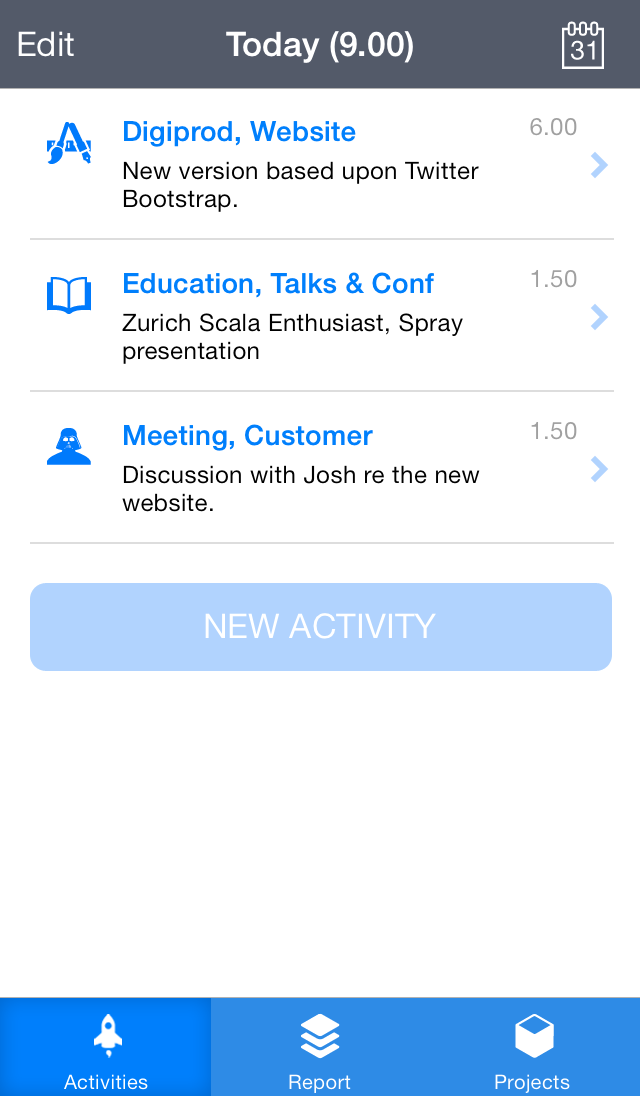 Edit
Today (9.00)
31
Digiprod, Website
6.00
New version based upon Twitter
Bootstrap.
Education, Talks & Conf
1.50
Zurich Scala Enthusiast, Spray
presentation
Meeting, Customer
1.50
Discussion with Josh re the new
website.
NEW ACTIVITY
Activities
Report
Projects